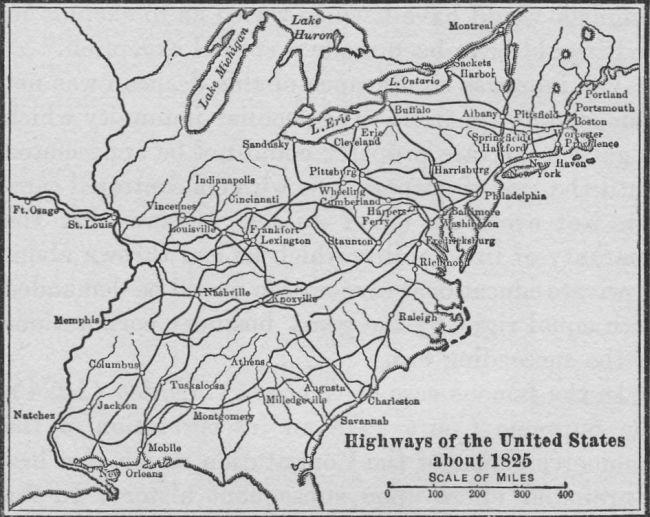 Lake
Huron
Montreal
Lake Michigan
Sackets
Harbor
L. Ontario
Portland
Portsmouth
Buffalo
Albany
Pittsfield
Boston
L. Erie
Erie
Cleveland
Springfield
Worcester
Hartford
Providence
Sandusky
New Haven
New York
Pittsburg
Harrisburg
Indianapolis
Wheeling
Cumberland
Philadelphia
Cincinnati
Ft. Osage
Vincennes
Harpers
Ferry
Baltimore
Washington
St. Louis
Louisville
Frankfort
Lexington
Staunton
Fredericksburg
Richmond
Nashville
Knoxville
Memphis
Raleigh
Columbus
Athens
Tuskaloosa
Augusta
Milledgeville
Charleston
Natchez
Jackson
Montgomery
Savannah
Mobile
New Orleans
Highways of the United States
about 1825
SCALE OF MILES
0 100 200 300 400